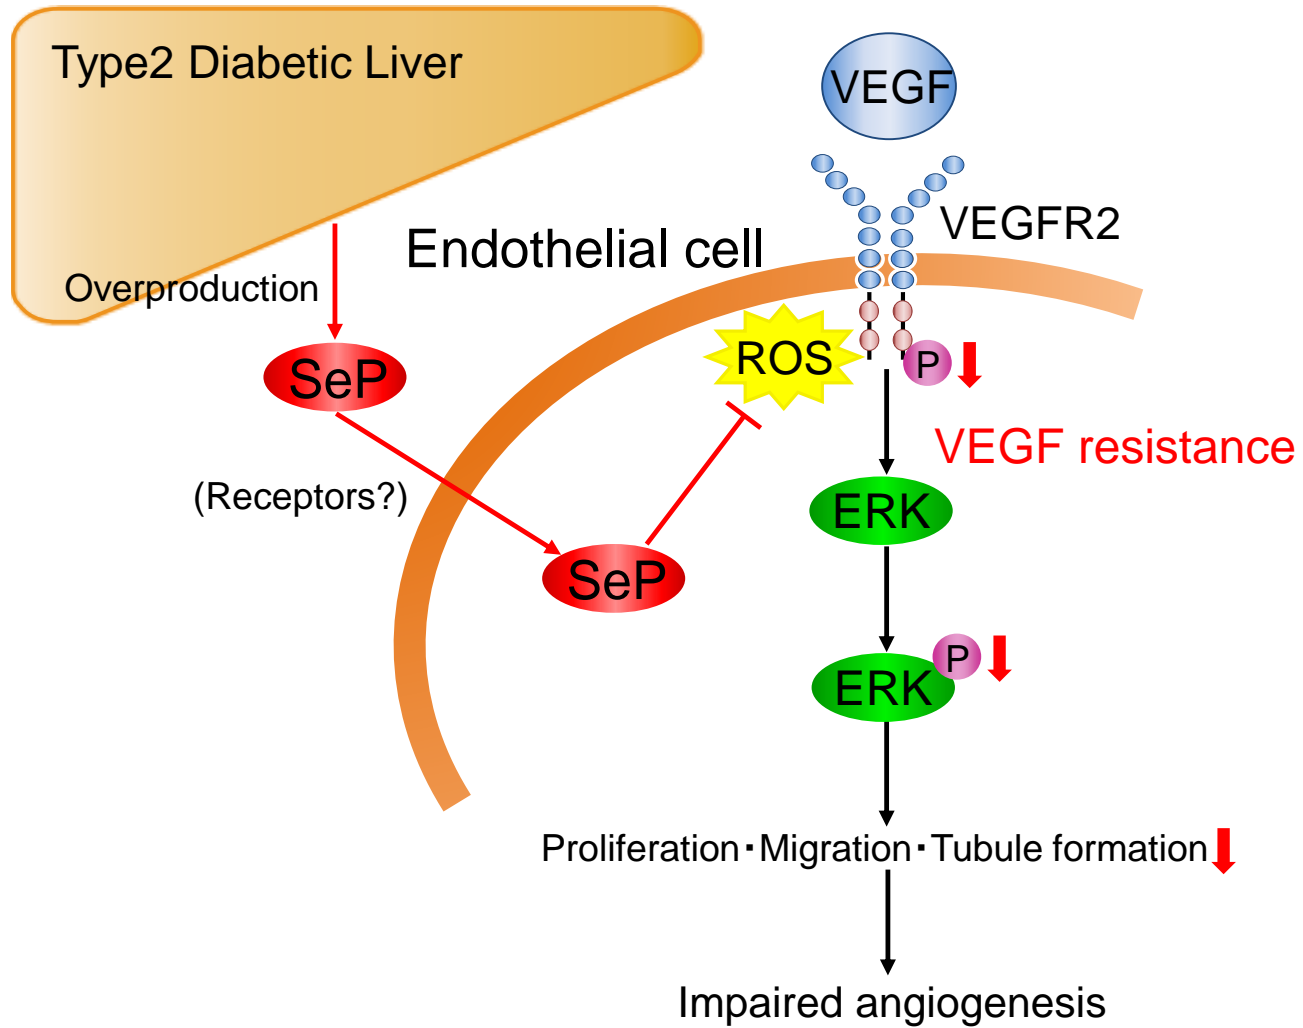 Type2 Diabetic Liver
VEGF
VEGFR2
Endothelial cell
Overproduction
SeP
ROS
P
VEGF resistance
(Receptors?)
ERK
SeP
P
ERK
Proliferation・Migration・Tubule formation
Impaired angiogenesis